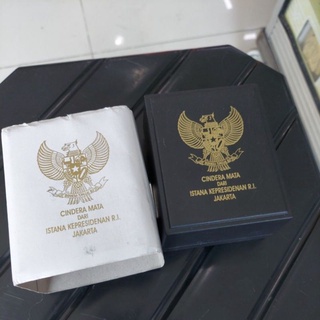 CINDERA MATA
DARI
ISTANA KEPRESIDENAN R.I.
JAKARTA
CINDERA MATA
DARI
ISTANA KEPRESIDENAN R.I.
JAKARTA